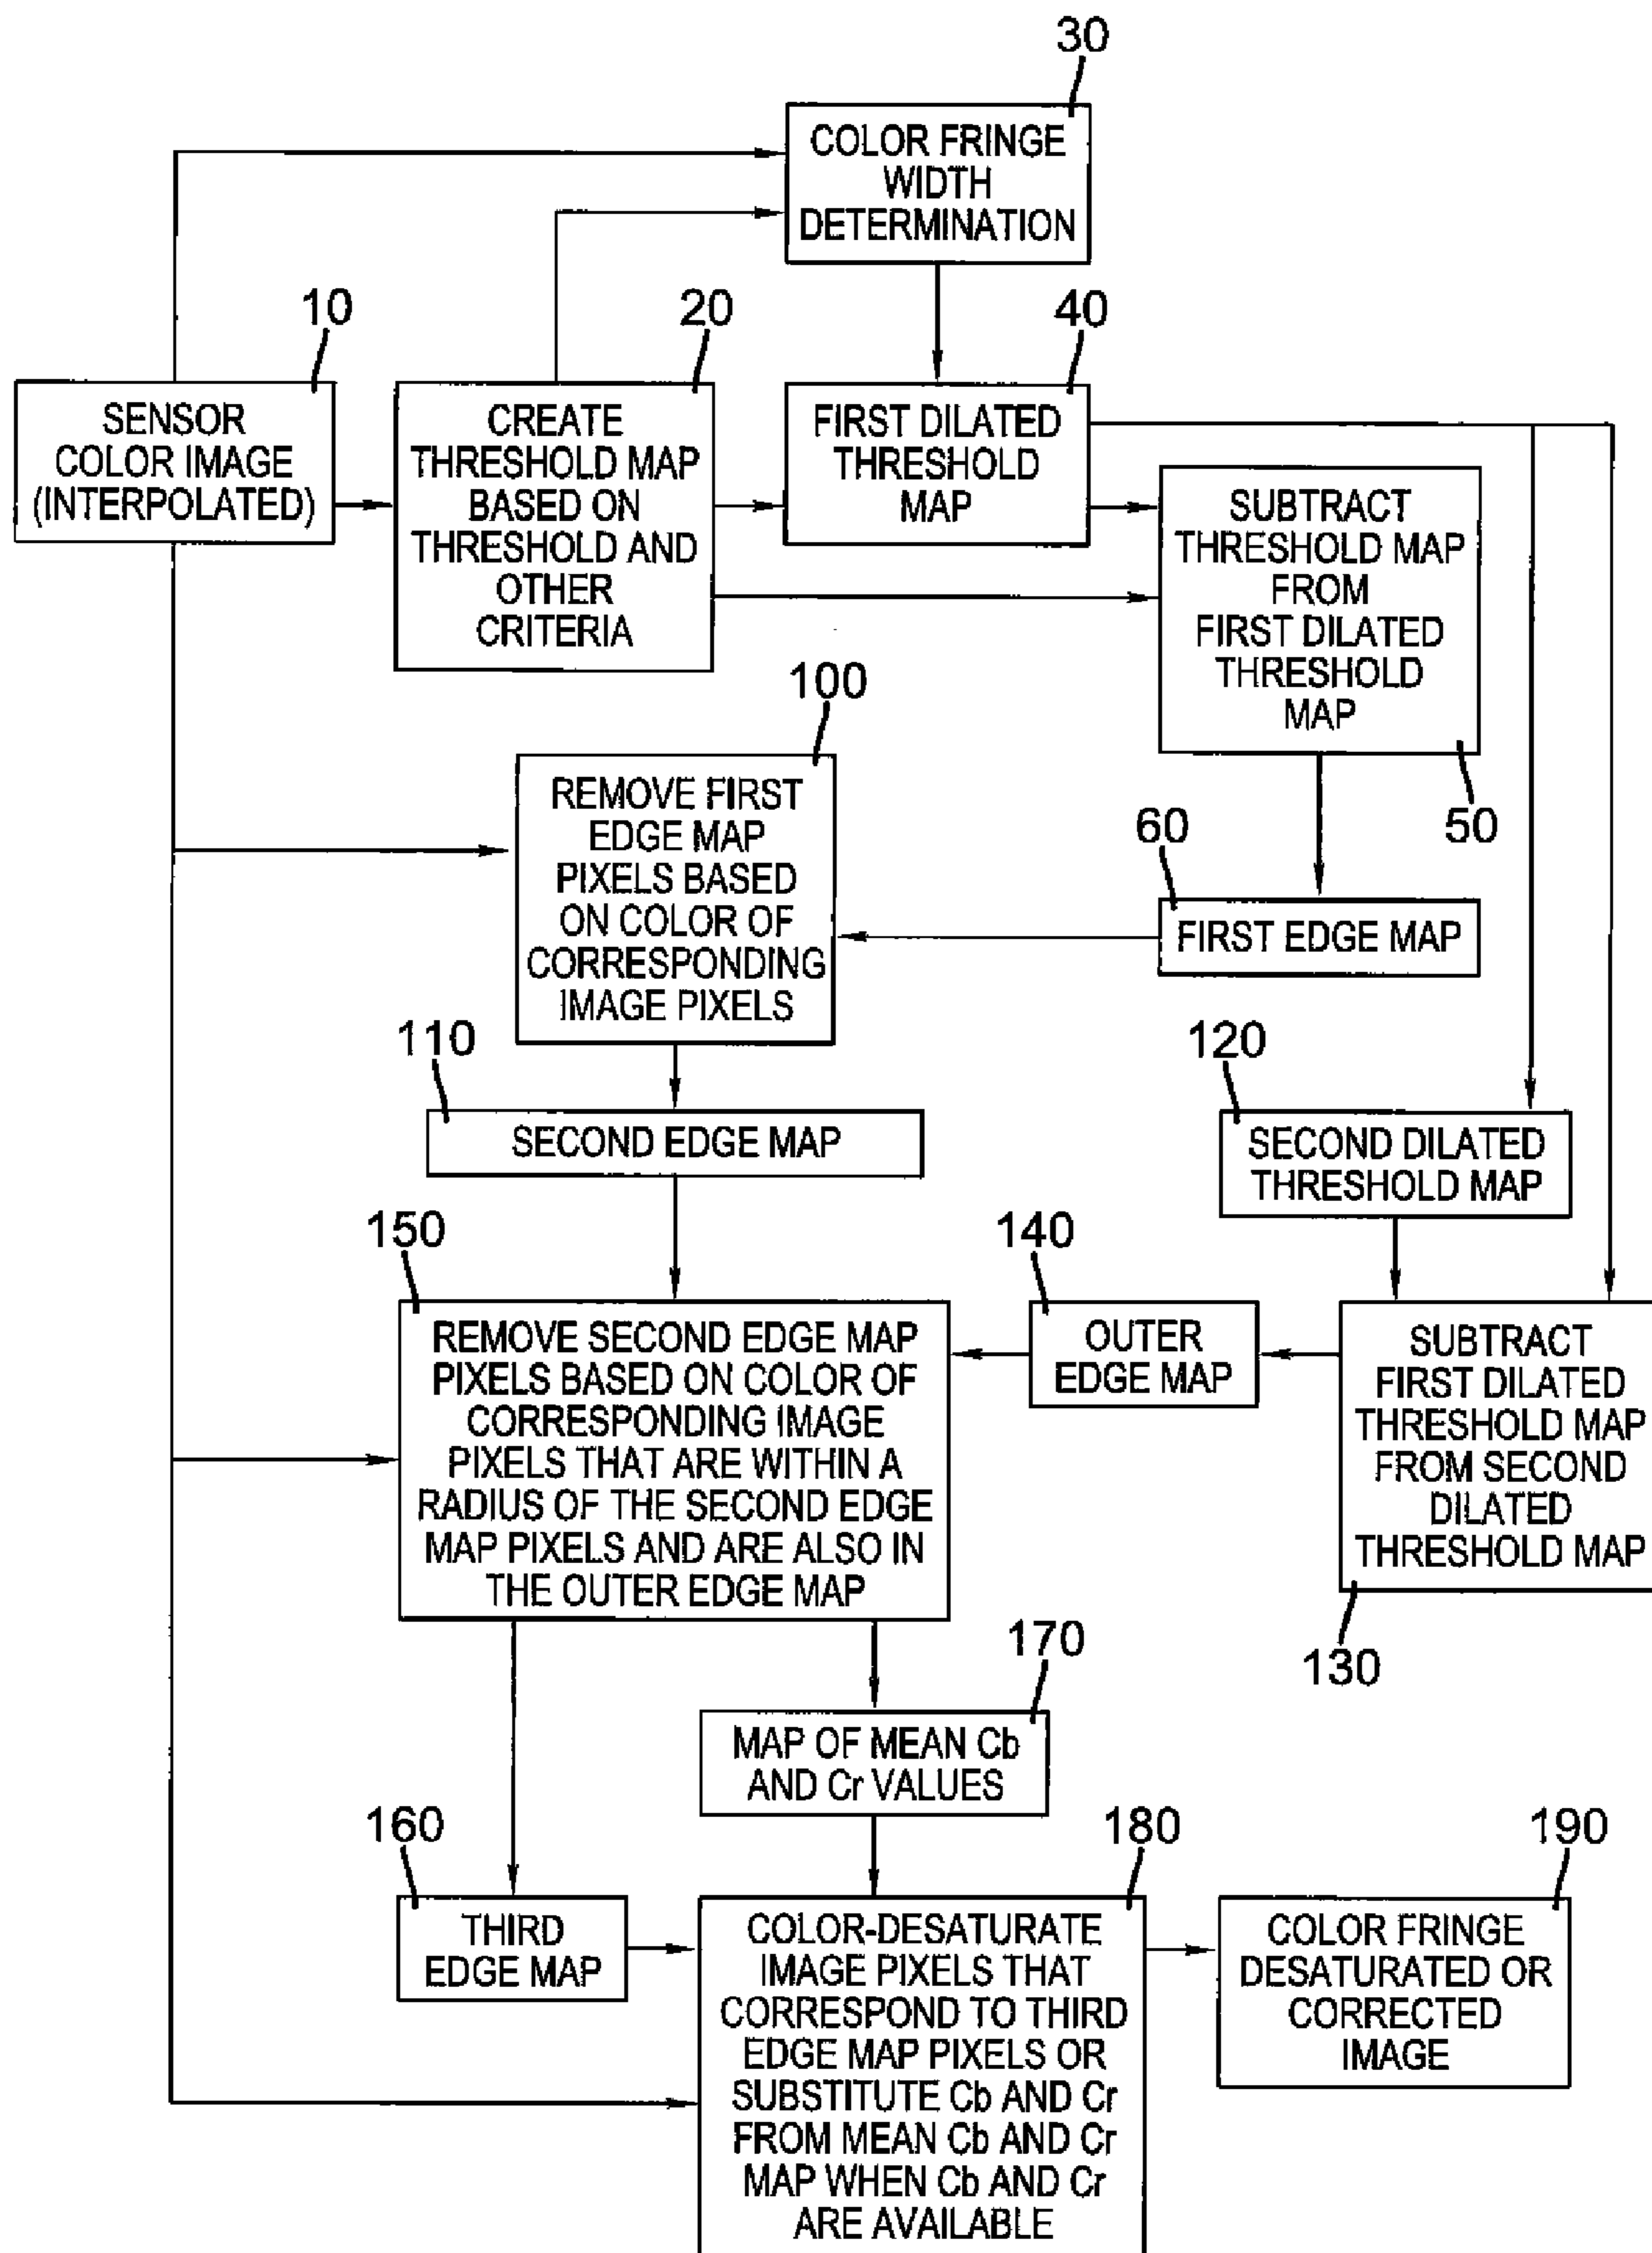 30
COLOR FRINGE
WIDTH
DETERMINATION
10
SENSOR
COLOR IMAGE
(INTERPOLATED)
20
CREATE
THRESHOLD MAP
BASED ON
THRESHOLD AND
OTHER
CRITERIA
40
FIRST DILATED
THRESHOLD
MAP
SUBTRACT
THRESHOLD MAP
FROM
FIRST DILATED
THRESHOLD
MAP
50
100
REMOVE FIRST
EDGE MAP
PIXELS BASED
ON COLOR OF
CORRESPONDING
IMAGE PIXELS
60
FIRST EDGE MAP
110
SECOND EDGE MAP
120
SECOND DILATED
THRESHOLD MAP
150
REMOVE SECOND EDGE MAP
PIXELS BASED ON COLOR OF
CORRESPONDING IMAGE
PIXELS THAT ARE WITHIN A
RADIUS OF THE SECOND EDGE
MAP PIXELS AND ARE ALSO IN
THE OUTER EDGE MAP
140
OUTER
EDGE MAP
SUBTRACT
FIRST DILATED
THRESHOLD MAP
FROM SECOND
DILATED
THRESHOLD MAP
130
170
MAP OF MEAN Cb
AND Cr VALUES
160
THIRD
EDGE MAP
180
COLOR-DESATURATE
IMAGE PIXELS THAT
CORRESPOND TO THIRD
EDGE MAP PIXELS OR
SUBSTITUTE Cb AND Cr
FROM MEAN Cb AND Cr
MAP WHEN Cb AND Cr
ARE AVAILABLE
190
COLOR FRINGE
DESATURATED OR
CORRECTED
IMAGE